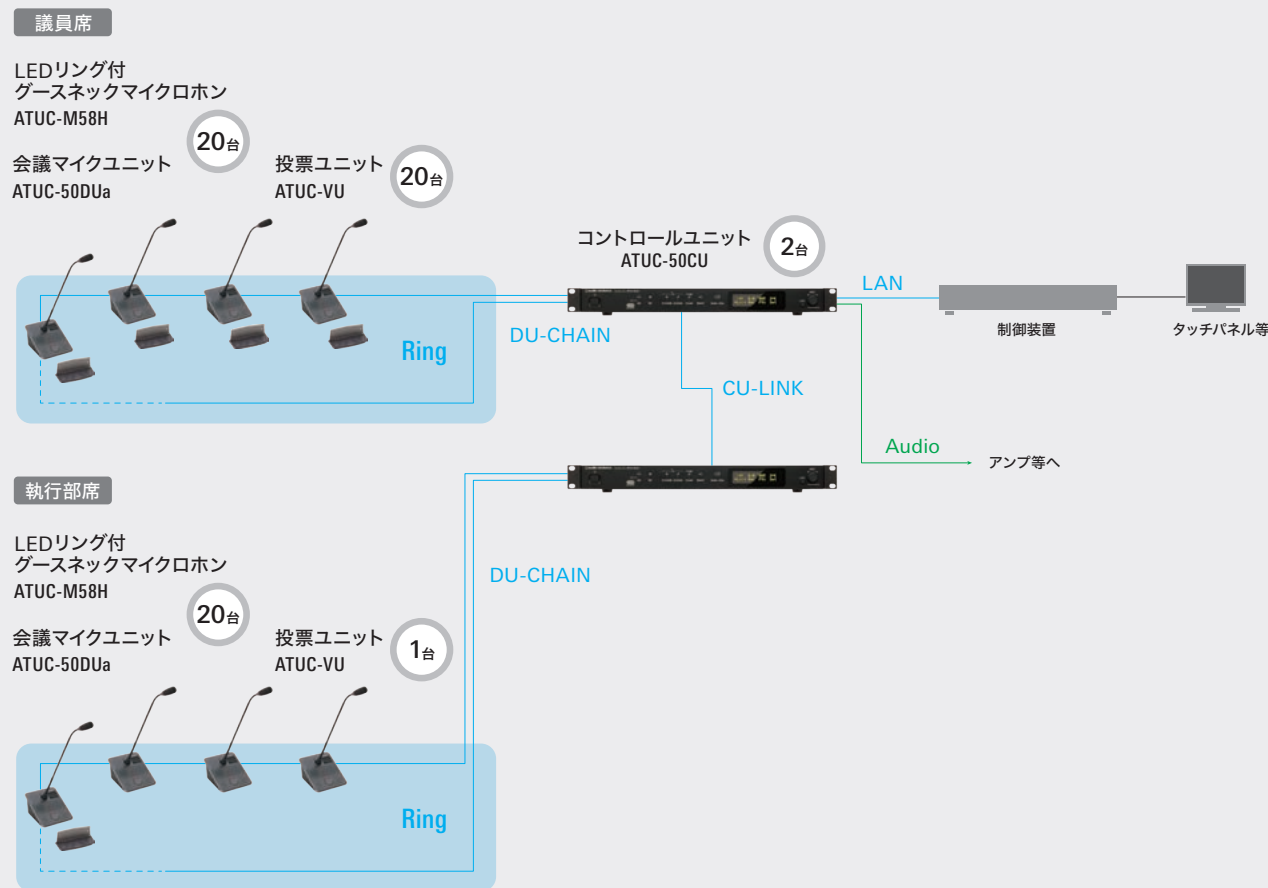 議員席
LEDリング付
グースネックマイクロホン
ATUC-M58H
20台
会議マイクユニット
ATUC-50DUa
投票ユニット
ATUC-VU
20台
コントロールユニット
ATUC-50CU
2台
LAN
制御装置
タッチパネル等
DU-CHAIN
Ring
CU-LINK
Audio
アンプ等へ
執行部席
LEDリング付
グースネックマイクロホン
ATUC-M58H
20台
会議マイクユニット
ATUC-50DUa
投票ユニット
ATUC-VU
1台
DU-CHAIN
Ring